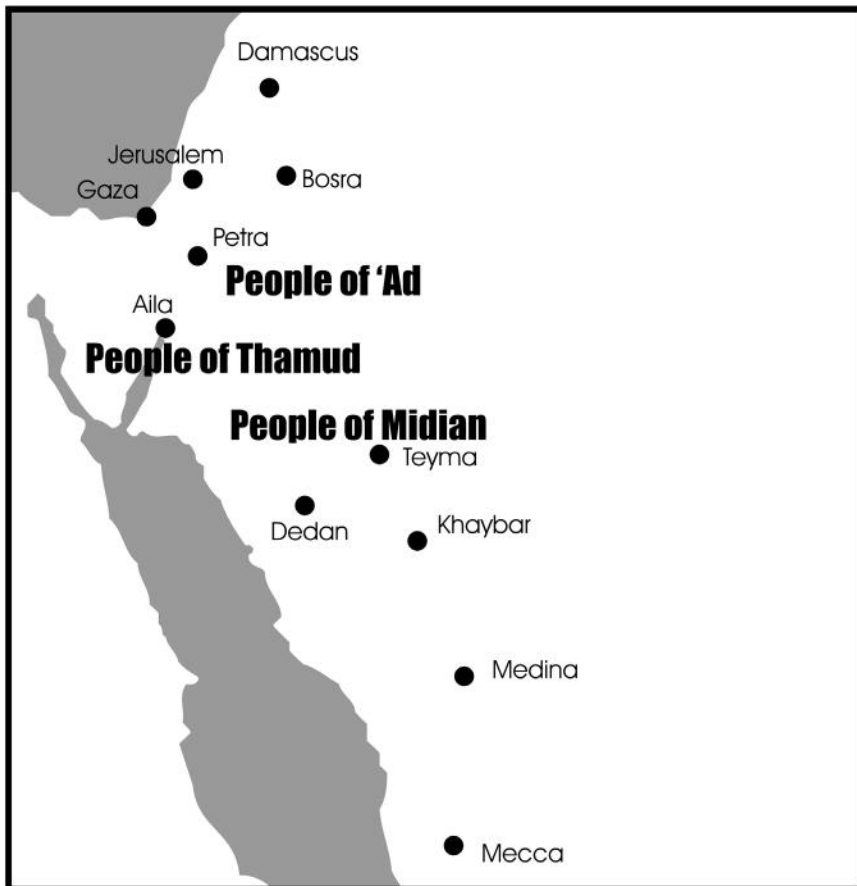 Damascus
Jerusalem
Bosra
Gaza
Petra
People of ‘Ad
Aila
People of Thamud
People of Midian
Teyma
Dedan
Khaybar
Medina
Mecca